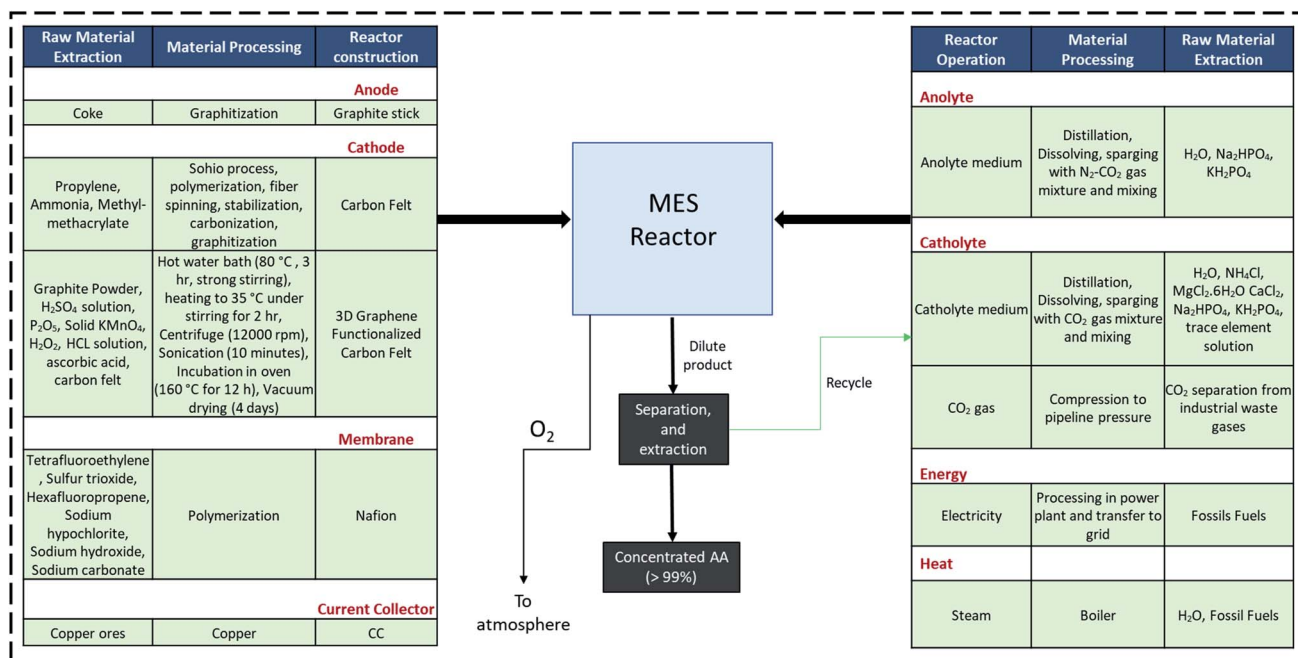 Raw Material
Extraction
Material Processing
Reactor
construction
Anode
Coke
Graphitization
Graphite stick
Cathode
Propylene,
Ammonia, Methyl-
methacrylate
Sohio process,
polymerization, fiber
spinning, stabilization,
carbonization,
graphitization
Carbon Felt
Graphite Powder,
H₂SO₄ solution,
P₂O₅, Solid KMnO₄,
H₂O₂, HCL solution,
ascorbic acid,
carbon felt
Hot water bath (80 °C , 3
hr, strong stirring),
heating to 35 °C under
stirring for 2 hr,
Centrifuge (12000 rpm),
Sonication (10 minutes),
Incubation in oven
(160 °C for 12 h), Vacuum
drying (4 days)
3D Graphene
Functionalized
Carbon Felt
Membrane
Tetrafluoroethylene
, Sulfur trioxide,
Hexafluoropropene,
Sodium
hypochlorite,
Sodium hydroxide,
Sodium carbonate
Polymerization
Nafion
Current Collector
Copper ores
Copper
CC
MES
Reactor
Dilute
product
Recycle
Separation,
and
extraction
O₂
Concentrated AA
(> 99%)
To
atmosphere
Reactor
Operation
Material
Processing
Raw Material
Extraction
Anolyte
Anolyte medium
Distillation,
Dissolving, sparging
with N₂-CO₂ gas
mixture and mixing
H₂O, Na₂HPO₄,
KH₂PO₄
Catholyte
Catholyte medium
Distillation,
Dissolving, sparging
with CO₂ gas mixture
and mixing
H₂O, NH₄Cl,
MgCl₂.6H₂O CaCl₂,
Na₂HPO₄, KH₂PO₄,
trace element
solution
CO₂ gas
Compression to
pipeline pressure
CO₂ separation from
industrial waste
gases
Energy
Electricity
Processing in power
plant and transfer to
grid
Fossils Fuels
Heat
Steam
Boiler
H₂O, Fossil Fuels